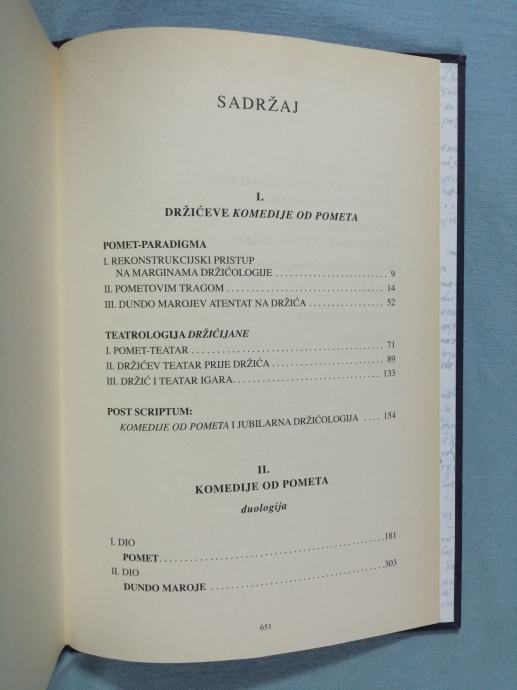 SADRŽAJ
I.
DRŽIĆEVE KOMEDIJE OD POMETA
POMET-PARADIGMA
I. REKONSTRUKCIJSKI PRISTUP
NA MARGINAMA DRŽIĆOLOGIJE . . . . . . . . . . . . . . . . . . . . . . 9
II. POMETOVIM TRAGOM . . . . . . . . . . . . . . . . . . . . . . . . . . . . . . 14
III. DUNDO MAROJEV ATENTAT NA DRŽIĆA . . . . . . . . . . . . . . . 52
TEATROLOGIJA DRŽIĆIJANE
I. POMET-TEATAR . . . . . . . . . . . . . . . . . . . . . . . . . . . . . . . . . . . . 71
II. DRŽIĆEV TEATAR PRIJE DRŽIĆA . . . . . . . . . . . . . . . . . . . . . . 89
III. DRŽIĆ I TEATAR IGARA. . . . . . . . . . . . . . . . . . . . . . . . . . . . . 133
POST SCRIPTUM:
KOMEDIJE OD POMETA I JUBILARNA DRŽIĆOLOGIJA . . . . 154
II.
KOMEDIJE OD POMETA
duologija
I. DIO
POMET. . . . . . . . . . . . . . . . . . . . . . . . . . . . . . . . . . . . . . . . . . 181
II. DIO
DUNDO MAROJE . . . . . . . . . . . . . . . . . . . . . . . . . . . . . . . . . 303
651